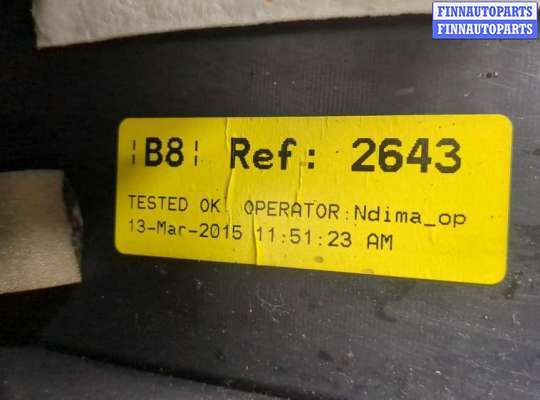 FINNAUTOPARTS
FINNAUTOPARTS
|B8| Ref: 2643
TESTED OK! OPERATOR:Ndima_op
13-Mar-2015 11:51:23 AM